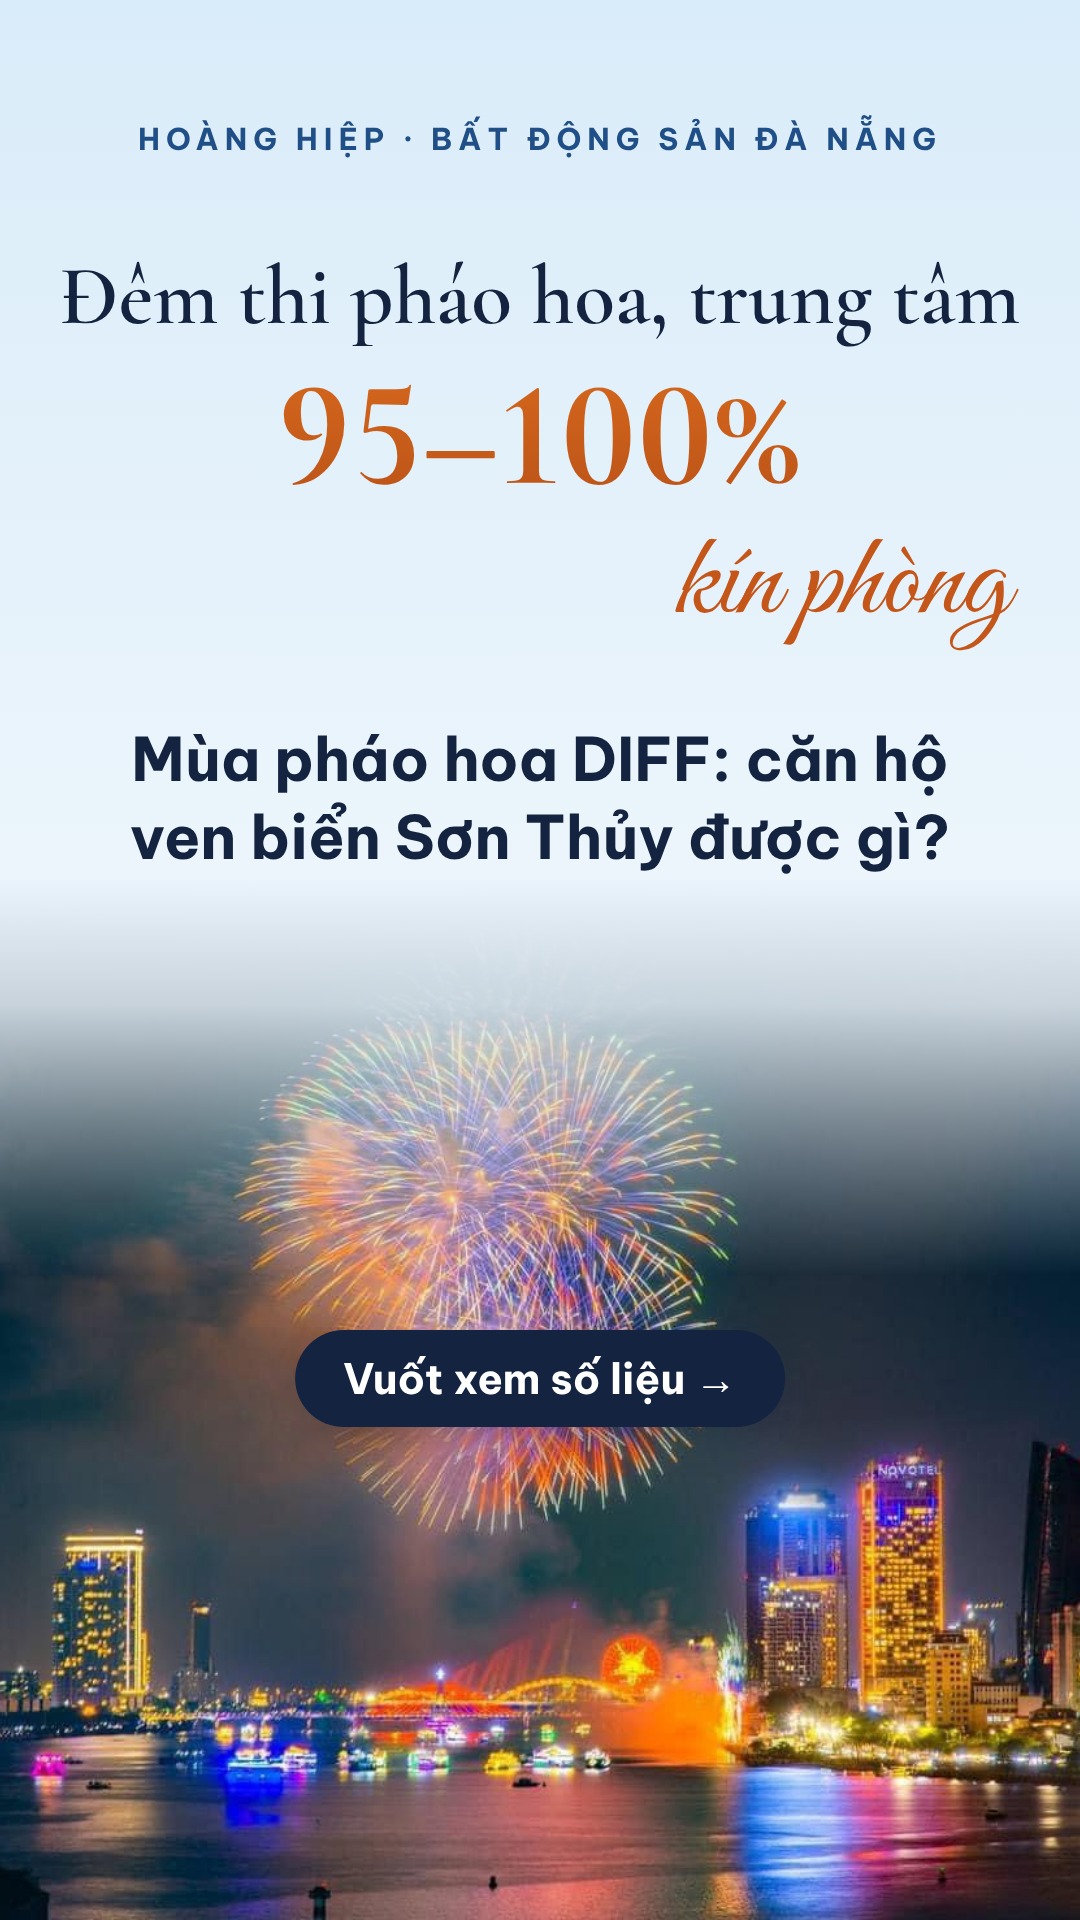 HOÀNG HIỆP · BẤT ĐỘNG SẢN ĐÀ NẴNG
Đêm thi pháo hoa, trung tâm
95–100%
kín phòng
Mùa pháo hoa DIFF: căn hộ
ven biển Sơn Thủy được gì?
Vuốt xem số liệu →
NOVOTEL